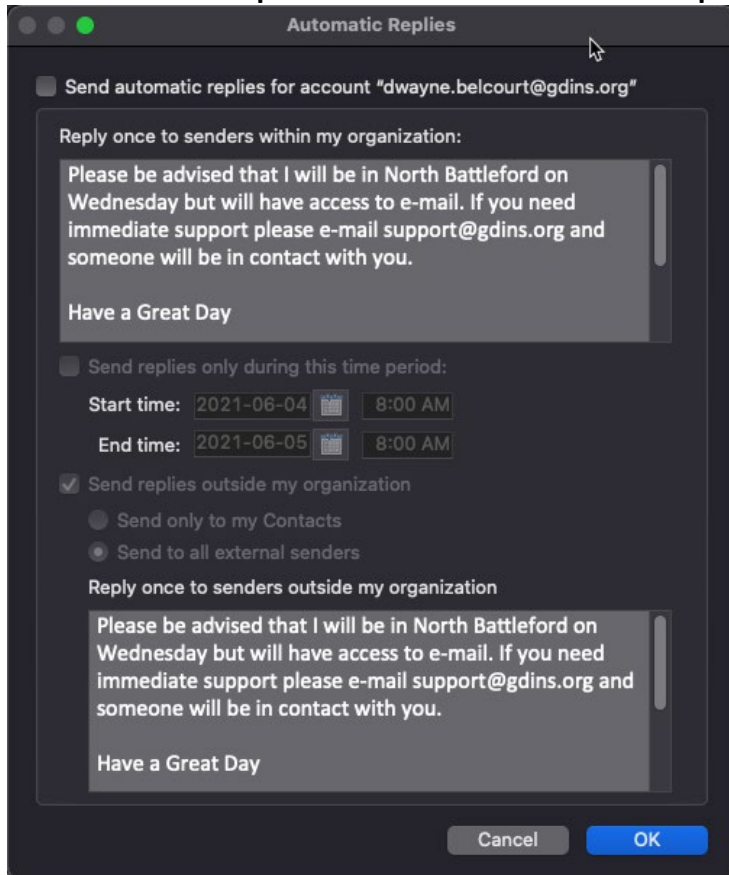 Automatic Replies
Send automatic replies for account "dwayne.belcourt@gdins.org"
Reply once to senders within my organization:
Please be advised that I will be in North Battleford on
Wednesday but will have access to e-mail. If you need
immediate support please e-mail support@gdins.org and
someone will be in contact with you.
Have a Great Day
Send replies only during this time period:
Start time: 2021-06-04 8:00 AM
End time: 2021-06-05 8:00 AM
Send replies outside my organization
Send only to my Contacts
Send to all external senders
Reply once to senders outside my organization
Please be advised that I will be in North Battleford on
Wednesday but will have access to e-mail. If you need
immediate support please e-mail support@gdins.org and
someone will be in contact with you.
Have a Great Day
Cancel OK